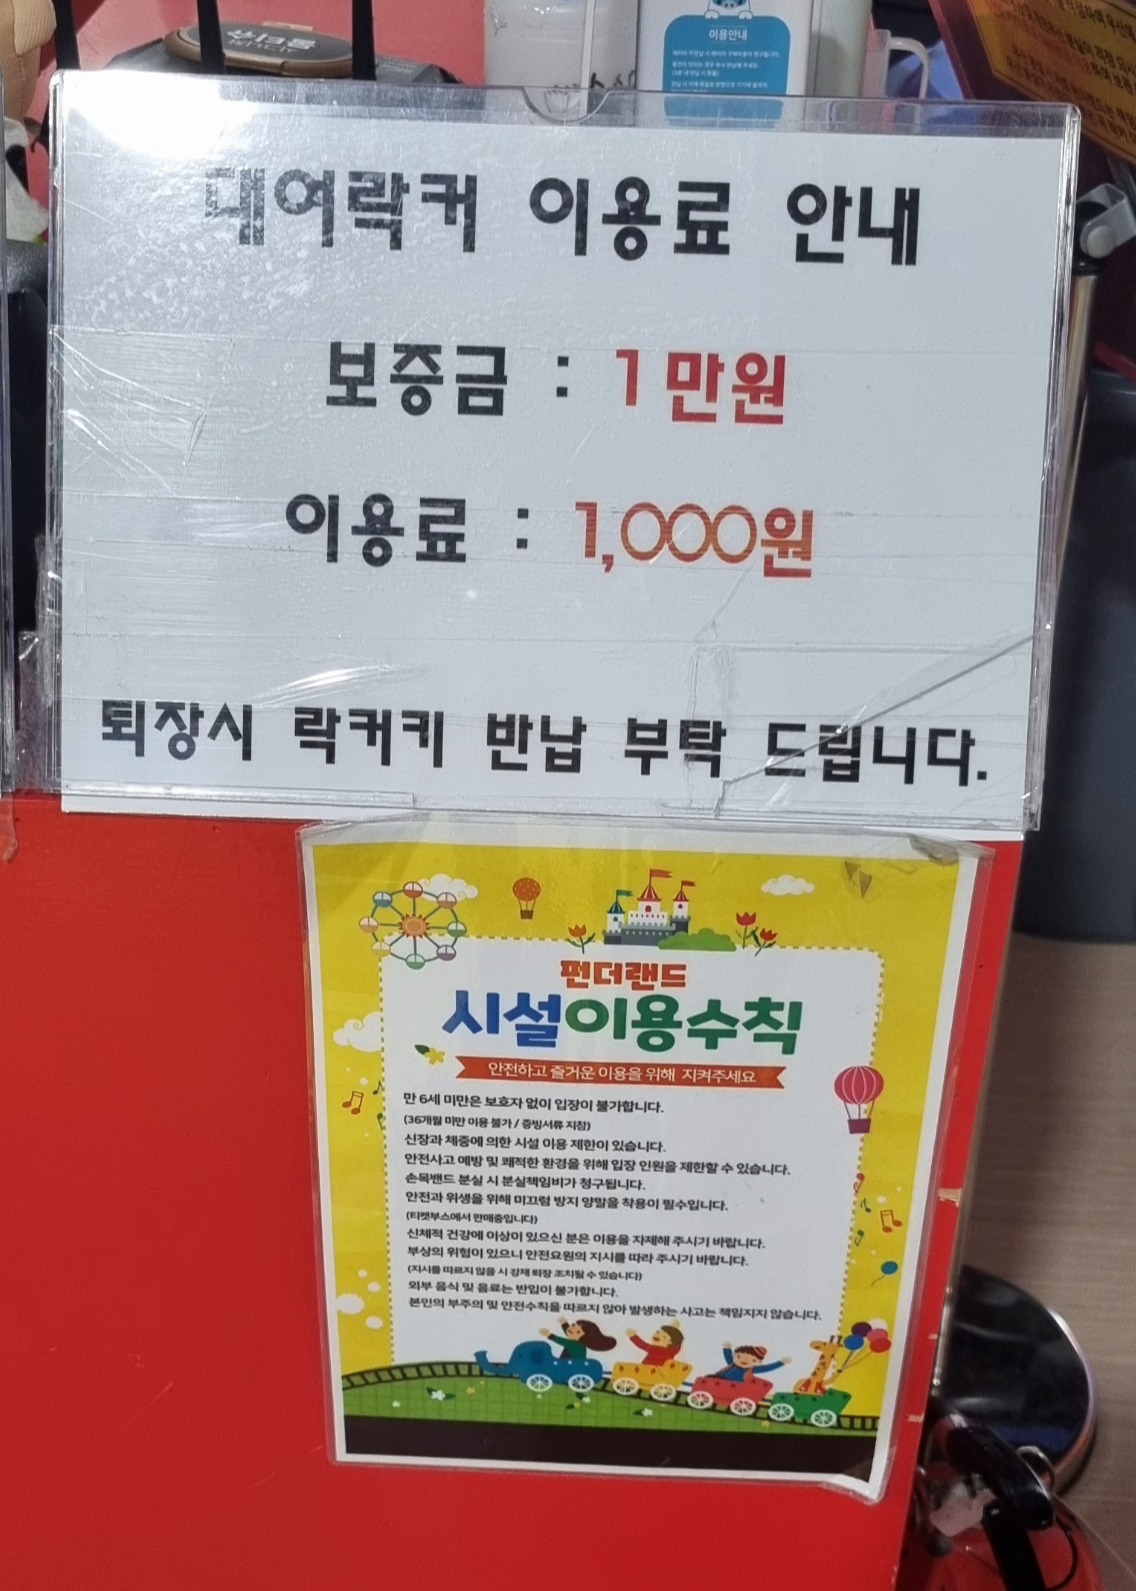 이용안내
대여락커 이용료 안내
보증금 : 1만원
이용료 : 1,000원
퇴장시 락커키 반납 부탁 드립니다.
펀더랜드
시설이용수칙
안전하고 즐거운 이용을 위해 지켜주세요
만 6세 미만은 보호자 없이 입장이 불가합니다.
(36개월 미만 이용 불가 / 증빙서류 지참)
신장과 체중에 의한 시설 이용 제한이 있습니다.
안전사고 예방 및 쾌적한 환경을 위해 입장 인원을 제한할 수 있습니다.
손목밴드 분실 시 분실책임비가 청구됩니다.
안전과 위생을 위해 미끄럼 방지 양말을 착용이 필수입니다.
(티켓부스에서 판매중입니다)
신체적 건강에 이상이 있으신 분은 이용을 자제해 주시기 바랍니다.
부상의 위험이 있으니 안전요원의 지시를 따라 주시기 바랍니다.
(지시를 따르지 않을 시 강제 퇴장 조치될 수 있습니다)
외부 음식 및 음료는 반입이 불가합니다.
본인의 부주의 및 안전수칙을 따르지 않아 발생하는 사고는 책임지지 않습니다.